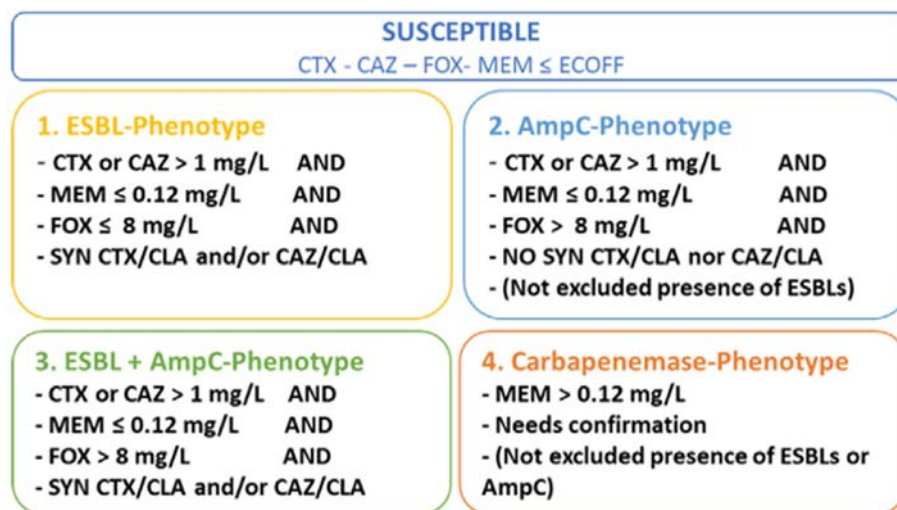 SUSCEPTIBLE
CTX - CAZ – FOX- MEM ≤ ECOFF
1. ESBL-Phenotype
- CTX or CAZ > 1 mg/L AND
- MEM ≤ 0.12 mg/L AND
- FOX ≤ 8 mg/L AND
- SYN CTX/CLA and/or CAZ/CLA
2. AmpC-Phenotype
- CTX or CAZ > 1 mg/L AND
- MEM ≤ 0.12 mg/L AND
- FOX > 8 mg/L AND
- NO SYN CTX/CLA nor CAZ/CLA
- (Not excluded presence of ESBLs)
3. ESBL + AmpC-Phenotype
- CTX or CAZ > 1 mg/L AND
- MEM ≤ 0.12 mg/L AND
- FOX > 8 mg/L AND
- SYN CTX/CLA and/or CAZ/CLA
4. Carbapenemase-Phenotype
- MEM > 0.12 mg/L
- Needs confirmation
- (Not excluded presence of ESBLs or
AmpC)